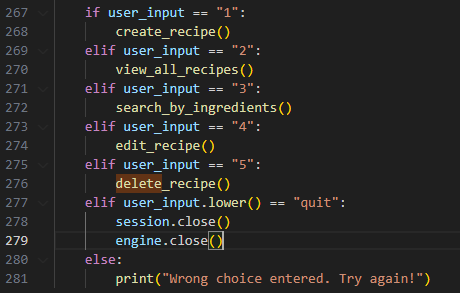 267 if user_input == "1":
268 create_recipe()
269 elif user_input == "2":
270 view_all_recipes()
271 elif user_input == "3":
272 search_by_ingredients()
273 elif user_input == "4":
274 edit_recipe()
275 elif user_input == "5":
276 delete_recipe()
277 elif user_input.lower() == "quit":
278 session.close()
279 engine.close()
280 else:
281 print("Wrong choice entered. Try again!")